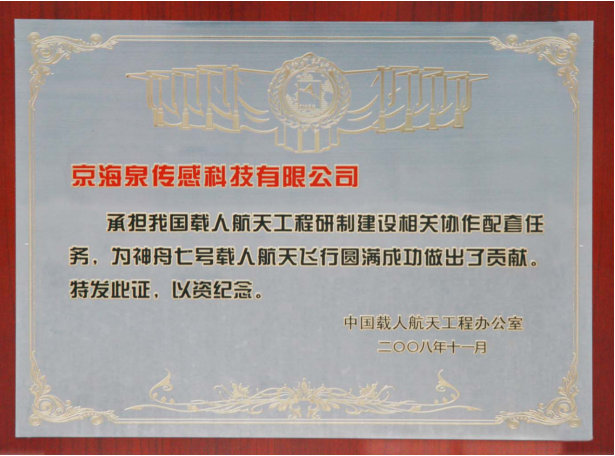 京海泉传感科技有限公司
承担我国载人航天工程研制建设相关协作配套任
务，为神舟七号载人航天飞行圆满成功做出了贡献。
特发此证，以资纪念。
中国载人航天工程办公室
二〇〇八年十一月